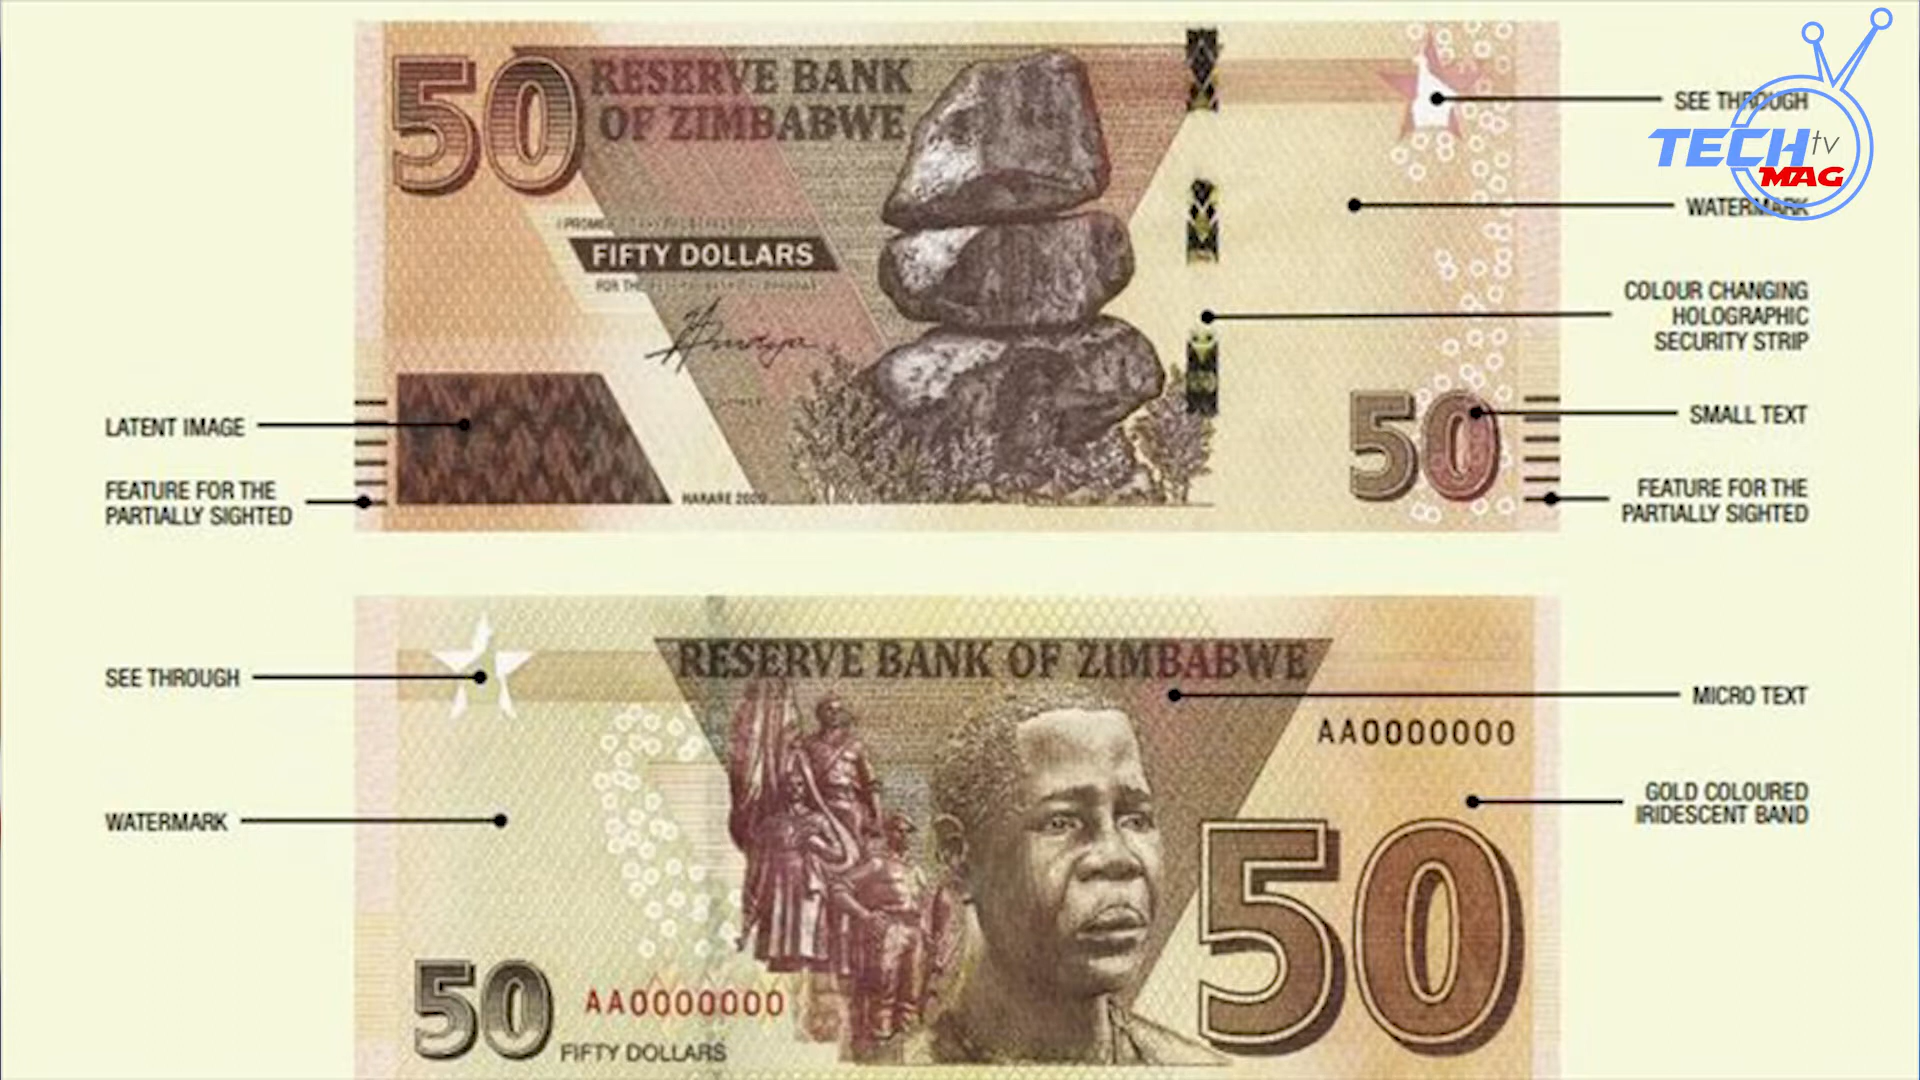 50
RESERVE BANK
OF ZIMBABWE
FIFTY DOLLARS
FOR THE
HARARE 2020
50
LATENT IMAGE
FEATURE FOR THE
PARTIALLY SIGHTED
SEE THROUGH
WATERMARK
COLOUR CHANGING
HOLOGRAPHIC
SECURITY STRIP
SMALL TEXT
FEATURE FOR THE
PARTIALLY SIGHTED
TECH tv
MAG
SEE THROUGH
WATERMARK
RESERVE BANK OF ZIMBABWE
AA0000000
50
50
AA0000000
FIFTY DOLLARS
MICRO TEXT
GOLD COLOURED
IRIDESCENT BAND